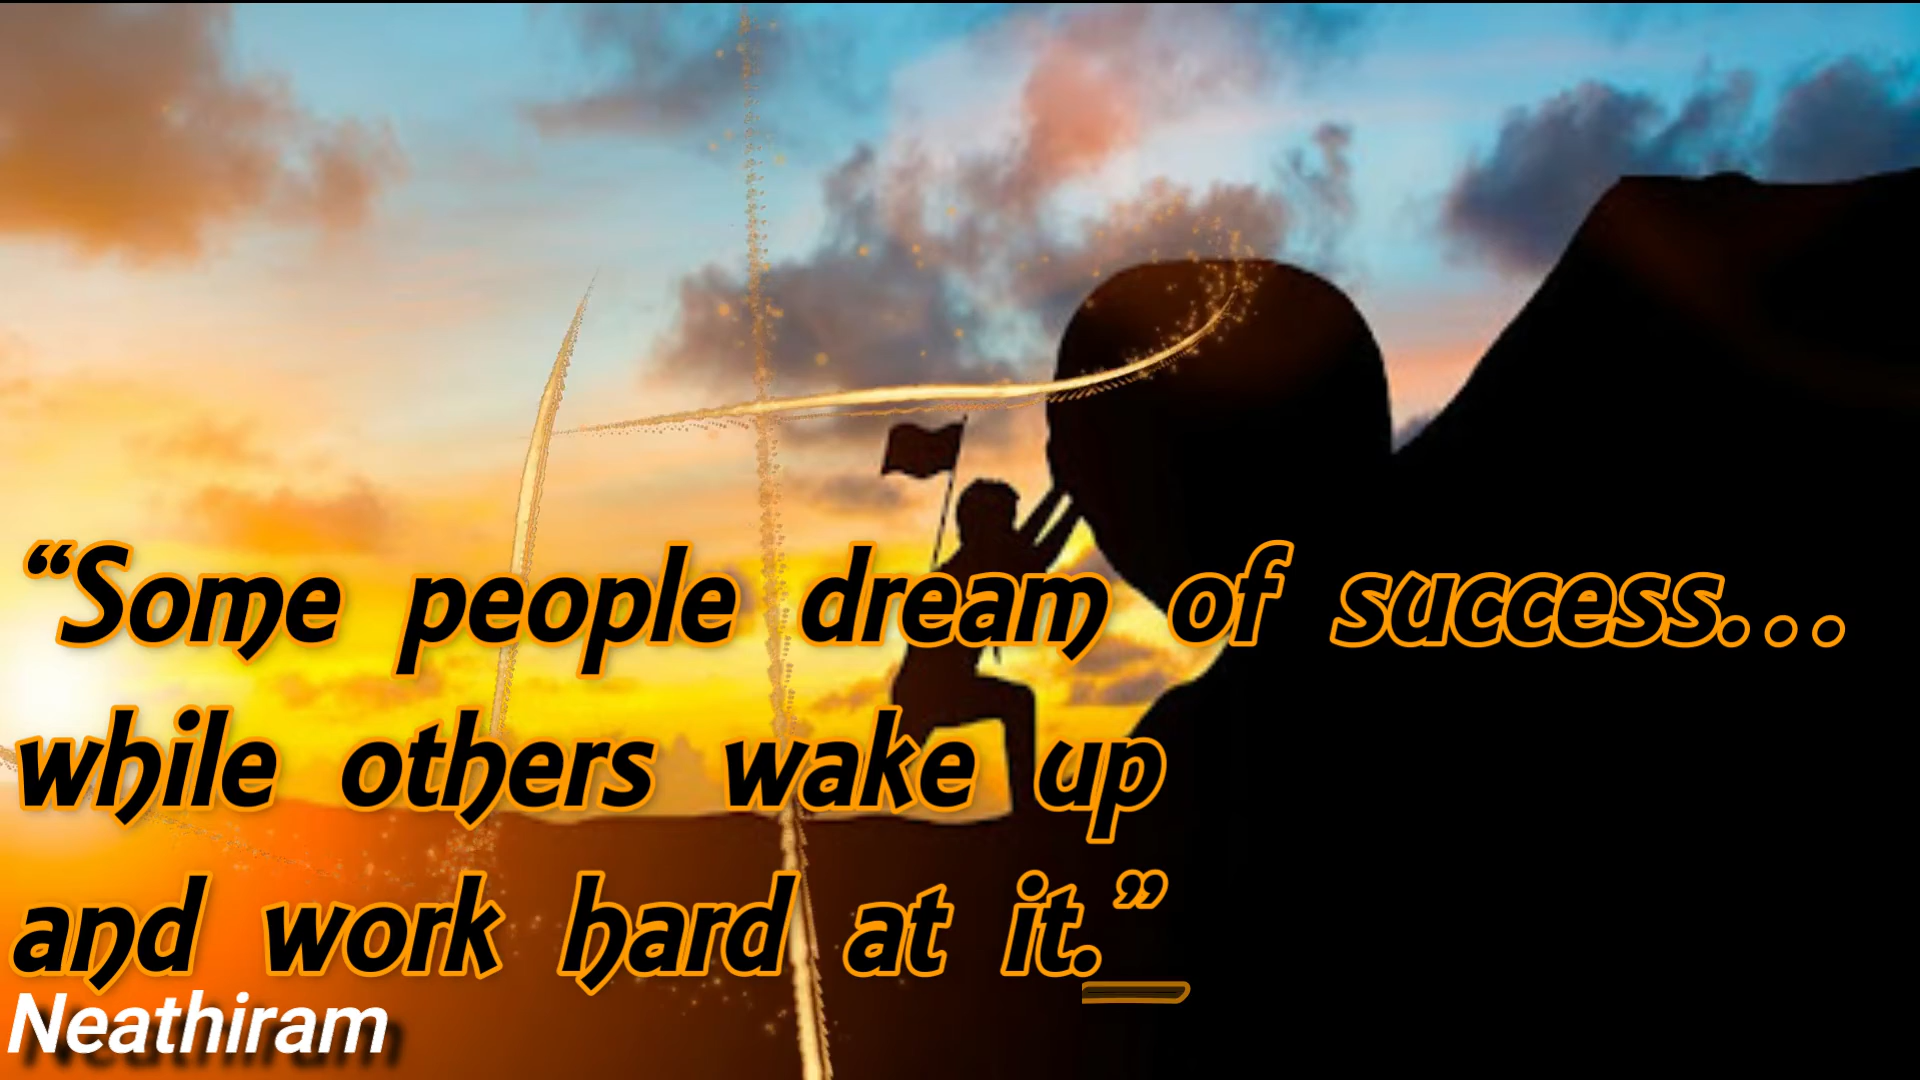 “Some people dream of success...
while others wake up
and work hard at it.”_
Neathiram